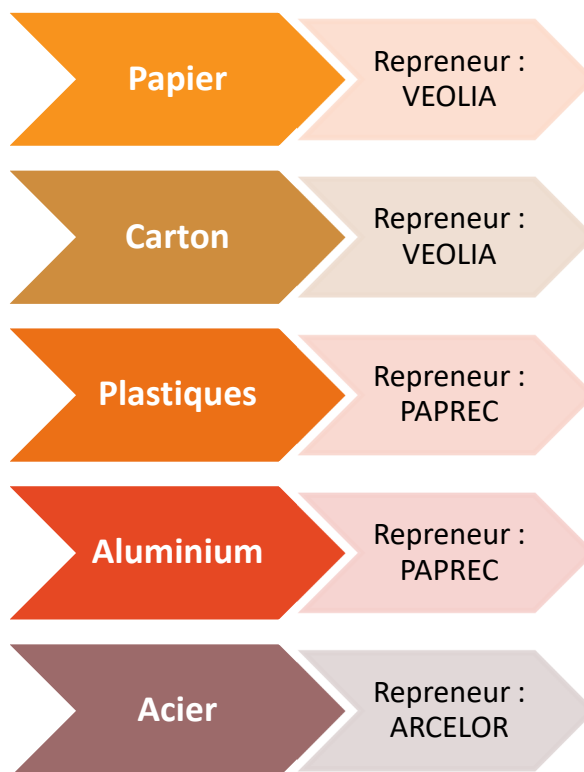 Papier
Repreneur :
VEOLIA
Carton
Repreneur :
VEOLIA
Plastiques
Repreneur :
PAPREC
Aluminium
Repreneur :
PAPREC
Acier
Repreneur :
ARCELOR